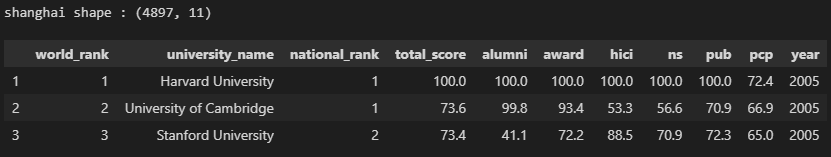 shanghai shape : (4897, 11)
world_rank university_name national_rank total_score alumni award hici ns pub pcp year
1 1 Harvard University 1 100.0 100.0 100.0 100.0 100.0 100.0 72.4 2005
2 2 University of Cambridge 1 73.6 99.8 93.4 53.3 56.6 70.9 66.9 2005
3 3 Stanford University 2 73.4 41.1 72.2 88.5 70.9 72.3 65.0 2005